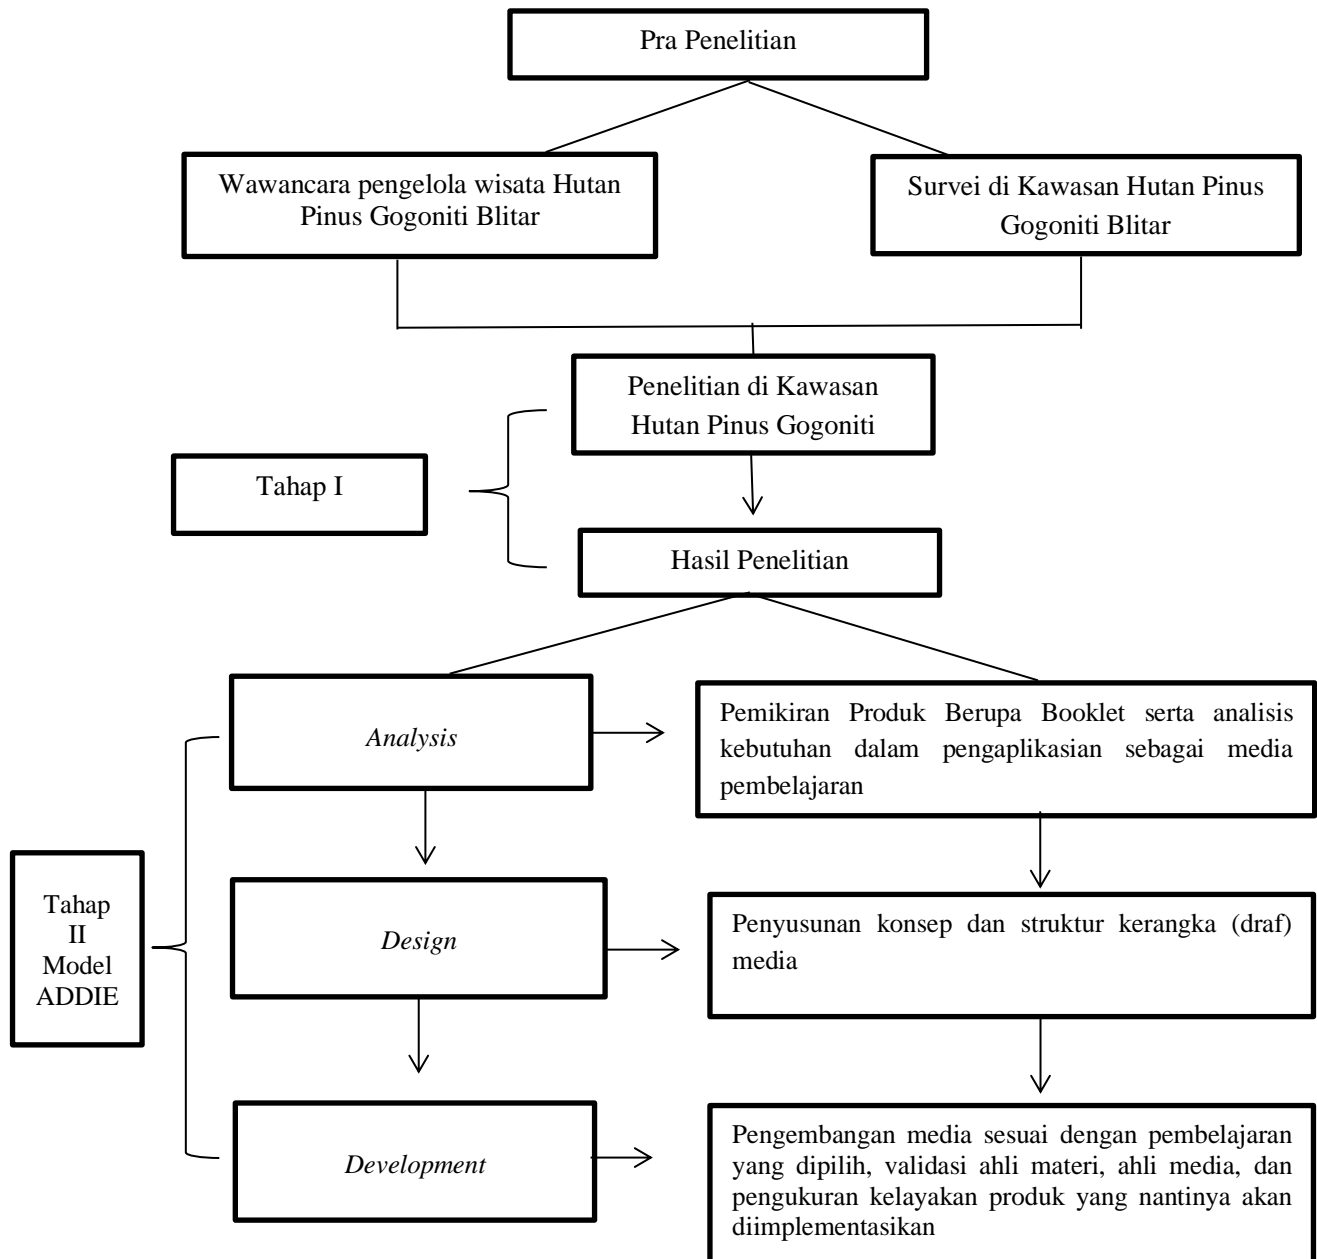 Pra Penelitian
Wawancara pengelola wisata Hutan
Pinus Gogoniti Blitar
Survei di Kawasan Hutan Pinus
Gogoniti Blitar
Penelitian di Kawasan
Hutan Pinus Gogoniti
Tahap I
Hasil Penelitian
Analysis
Pemikiran Produk Berupa Booklet serta analisis
kebutuhan dalam pengaplikasian sebagai media
pembelajaran
Tahap
II
Model
ADDIE
Design
Penyusunan konsep dan struktur kerangka (draf)
media
Development
Pengembangan media sesuai dengan pembelajaran
yang dipilih, validasi ahli materi, ahli media, dan
pengukuran kelayakan produk yang nantinya akan
diimplementasikan